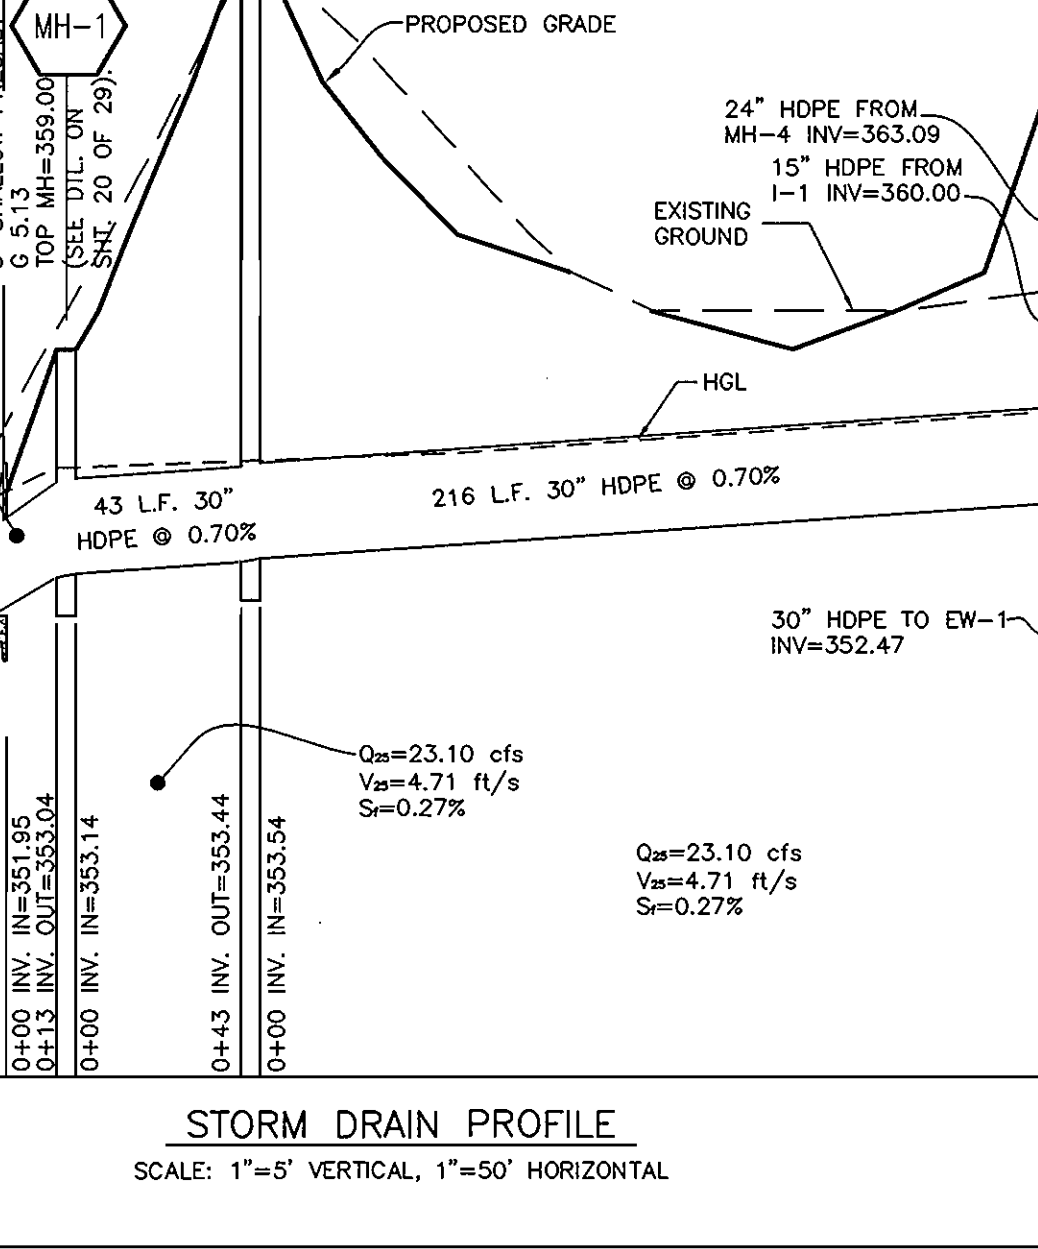 MH-1
G 5.13
TOP MH=359.00
(SEE DTL. ON
SHT. 20 OF 29).
PROPOSED GRADE
24" HDPE FROM
MH-4 INV=363.09
15" HDPE FROM
I-1 INV=360.00
EXISTING
GROUND
HGL
43 L.F. 30"
HDPE @ 0.70%
216 L.F. 30" HDPE @ 0.70%
30" HDPE TO EW-1
INV=352.47
Q25=23.10 cfs
V25=4.71 ft/s
Sf=0.27%
Q25=23.10 cfs
V25=4.71 ft/s
Sf=0.27%
0+00 INV. IN=351.95
0+13 INV. OUT=353.04
0+00 INV. IN=353.14
0+43 INV. OUT=353.44
0+00 INV. IN=353.54
STORM DRAIN PROFILE
SCALE: 1"=5' VERTICAL, 1"=50' HORIZONTAL